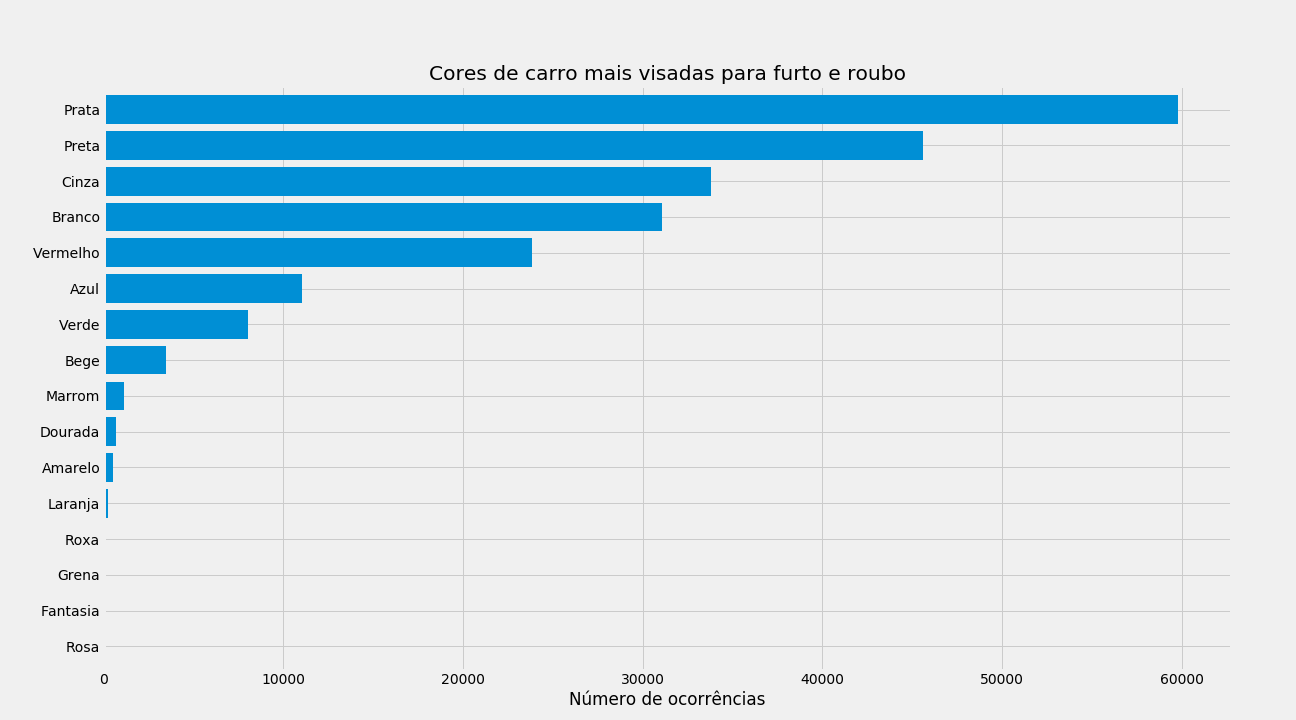 Cores de carro mais visadas para furto e roubo
Prata
Preta
Cinza
Branco
Vermelho
Azul
Verde
Bege
Marrom
Dourada
Amarelo
Laranja
Roxa
Grena
Fantasia
Rosa
0 10000 20000 30000 40000 50000 60000
Número de ocorrências